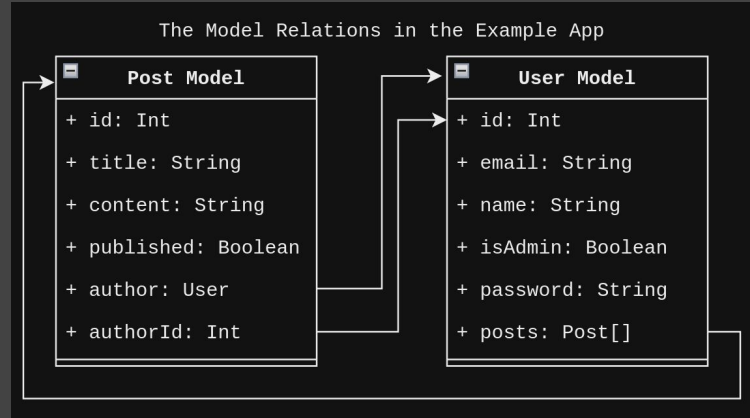 The Model Relations in the Example App
Post Model
+ id: Int
+ title: String
+ content: String
+ published: Boolean
+ author: User
+ authorId: Int
User Model
+ id: Int
+ email: String
+ name: String
+ isAdmin: Boolean
+ password: String
+ posts: Post[]